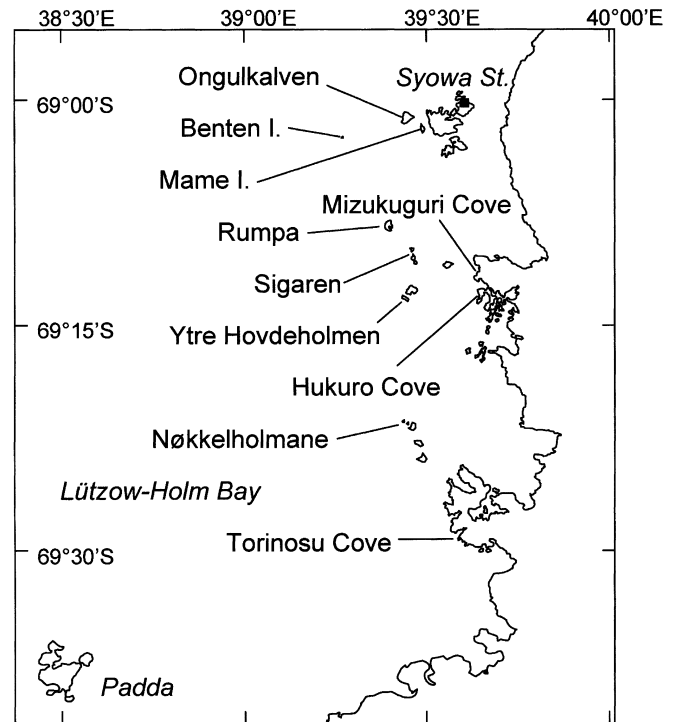 38°30'E 39°00'E 39°30'E 40°00'E
Ongulkalven
Syowa St.
69°00'S
Benten I.
Mame I.
Mizukuguri Cove
Rumpa
Sigaren
69°15'S
Ytre Hovdeholmen
Hukuro Cove
Nøkkelholmane
Lützow-Holm Bay
Torinosu Cove
69°30'S
Padda